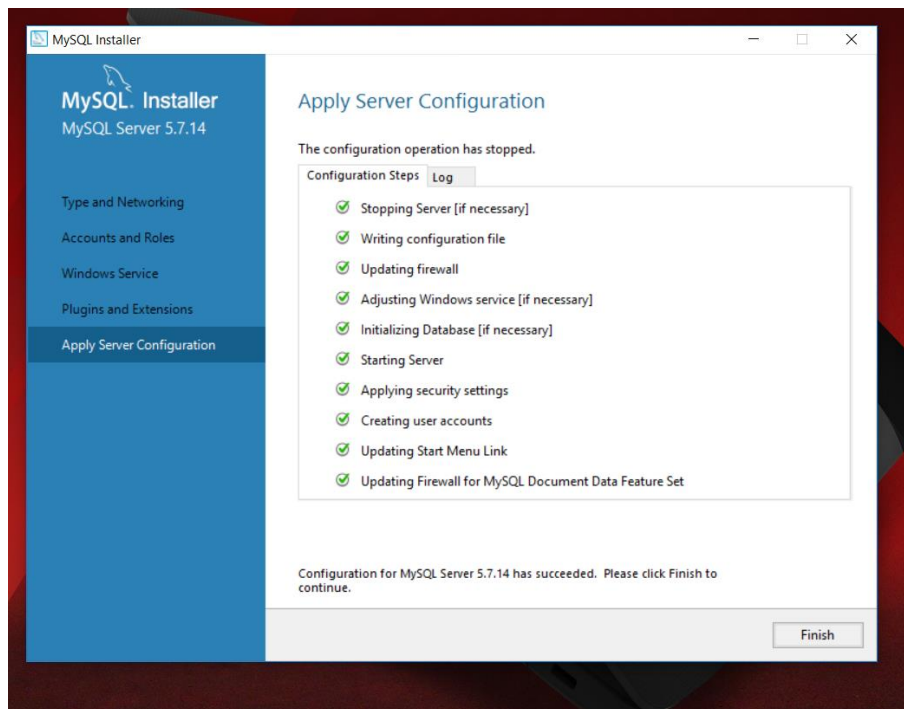 MySQL Installer
MySQL. Installer
MySQL Server 5.7.14
Type and Networking
Accounts and Roles
Windows Service
Plugins and Extensions
Apply Server Configuration
Apply Server Configuration
The configuration operation has stopped.
Configuration Steps Log
Stopping Server [if necessary]
Writing configuration file
Updating firewall
Adjusting Windows service [if necessary]
Initializing Database [if necessary]
Starting Server
Applying security settings
Creating user accounts
Updating Start Menu Link
Updating Firewall for MySQL Document Data Feature Set
Configuration for MySQL Server 5.7.14 has succeeded. Please click Finish to
continue.
Finish